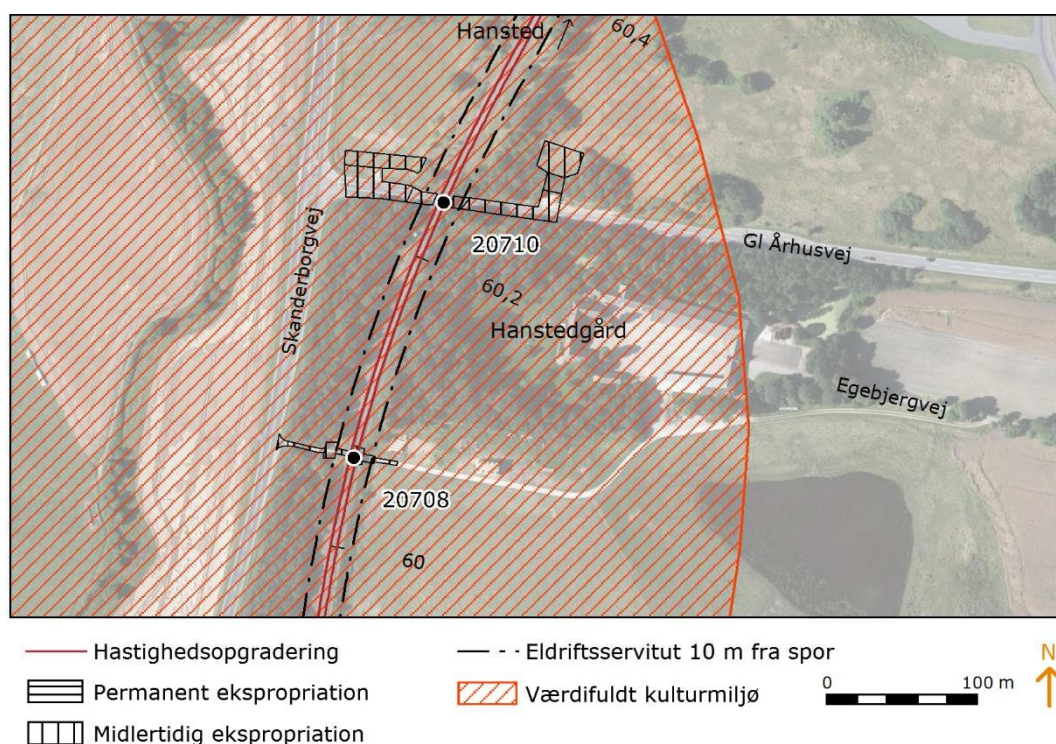 Hansted
60,4
20710
Gl Århusvej
Skanderborgvej
60,2
Hanstedgård
Egebjergvej
20708
60
Hastighedsopgradering
Eldriftsservitut 10 m fra spor
N
Permanent ekspropriation
Værdifuldt kulturmiljø
0 100 m
Midlertidig ekspropriation